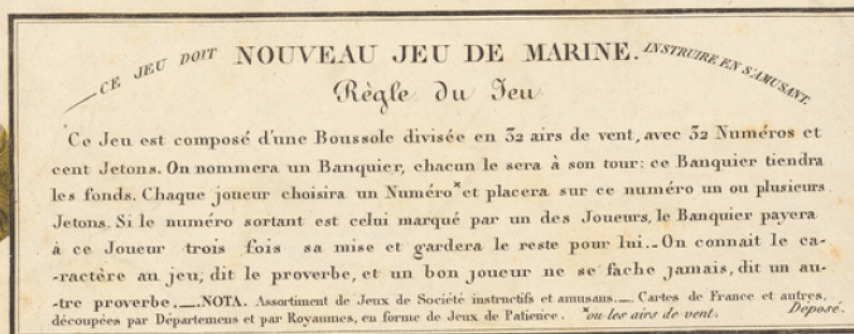 CE JEU DOIT NOUVEAU JEU DE MARINE. INSTRUIRE EN S'AMUSANT.
Règle du Jeu
Ce Jeu est composé d'une Boussole divisée en 32 airs de vent, avec 32 Numéros et
cent Jetons. On nommera un Banquier, chacun le sera à son tour: ce Banquier tiendra
les fonds. Chaque joueur choisira un Numéro* et placera sur ce numéro un ou plusieurs
Jetons. Si le numéro sortant est celui marqué par un des Joueurs, le Banquier payera
à ce Joueur trois fois sa mise et gardera le reste pour lui._On connait le ca-
-ractère au jeu, dit le proverbe, et un bon joueur ne se fache jamais, dit un au-
-tre proverbe.__NOTA. Assortiment de Jeux de Société instructifs et amusans.__ Cartes de France et autres,
découpées par Départemens et par Royaumes, en forme de Jeux de Patience. *ou les airs de vent. Déposé.